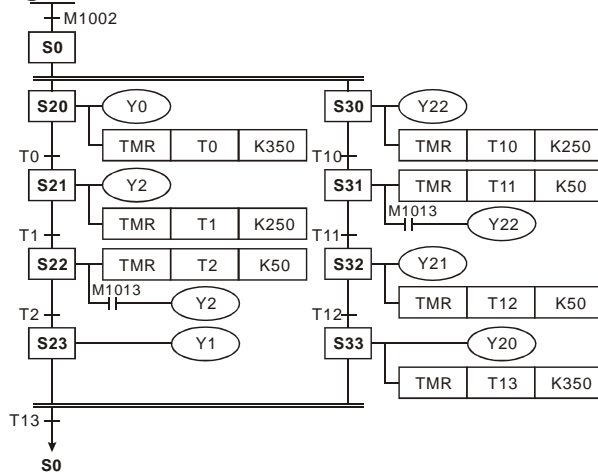 M1002
S0
S20 Y0 S30 Y22
TMR T0 K350 TMR T10 K250
T0 T10
S21 Y2 S31 TMR T11 K50
TMR T1 K250 M1013 Y22
T1 T11
S22 TMR T2 K50 S32 Y21
M1013 Y2 TMR T12 K50
T2 T12
S23 Y1 S33 Y20
TMR T13 K350
T13
S0